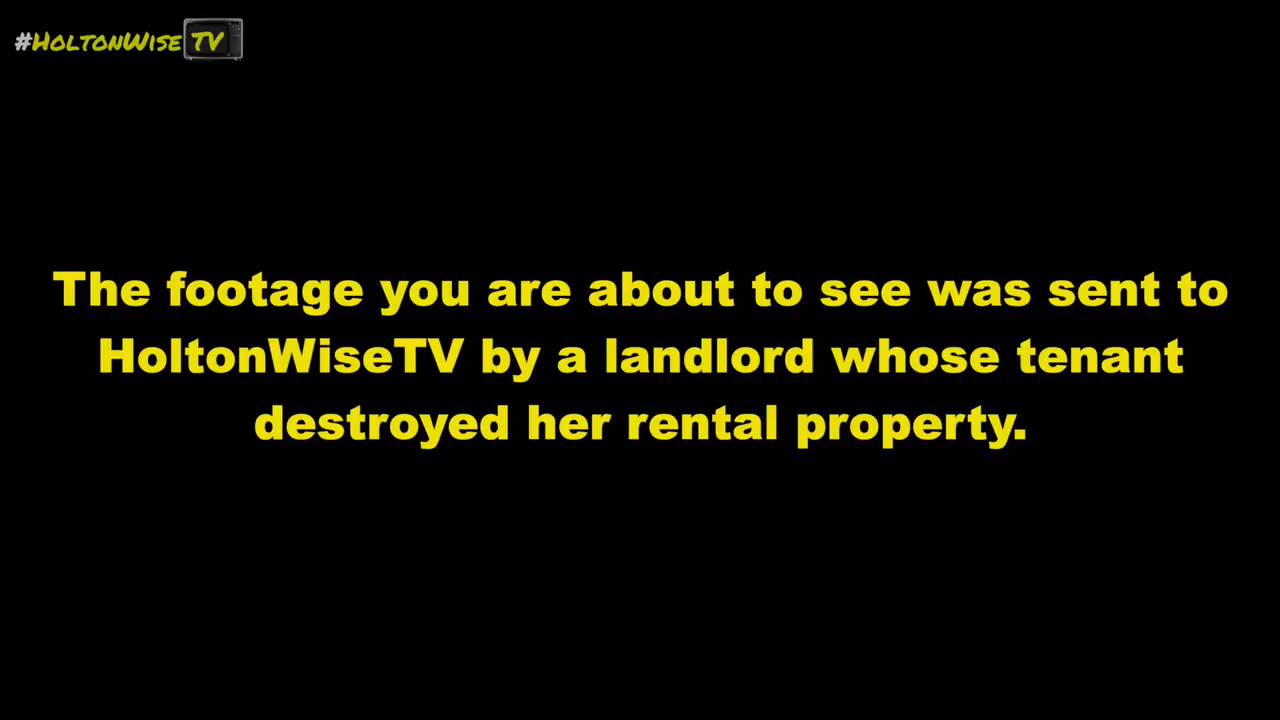 #HOLTONWISE TV
The footage you are about to see was sent to
HoltonWiseTV by a landlord whose tenant
destroyed her rental property.